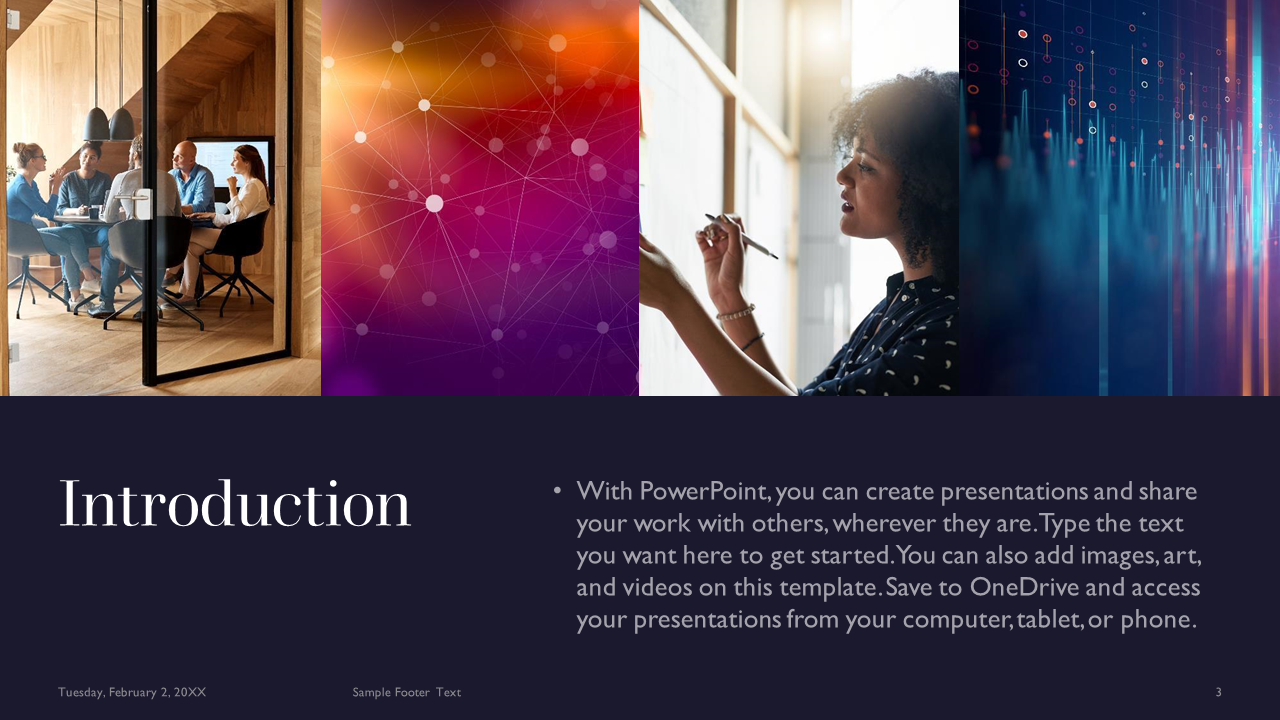 Introduction
• With PowerPoint, you can create presentations and share
your work with others, wherever they are. Type the text
you want here to get started. You can also add images, art,
and videos on this template. Save to OneDrive and access
your presentations from your computer, tablet, or phone.
Tuesday, February 2, 20XX
Sample Footer Text
3